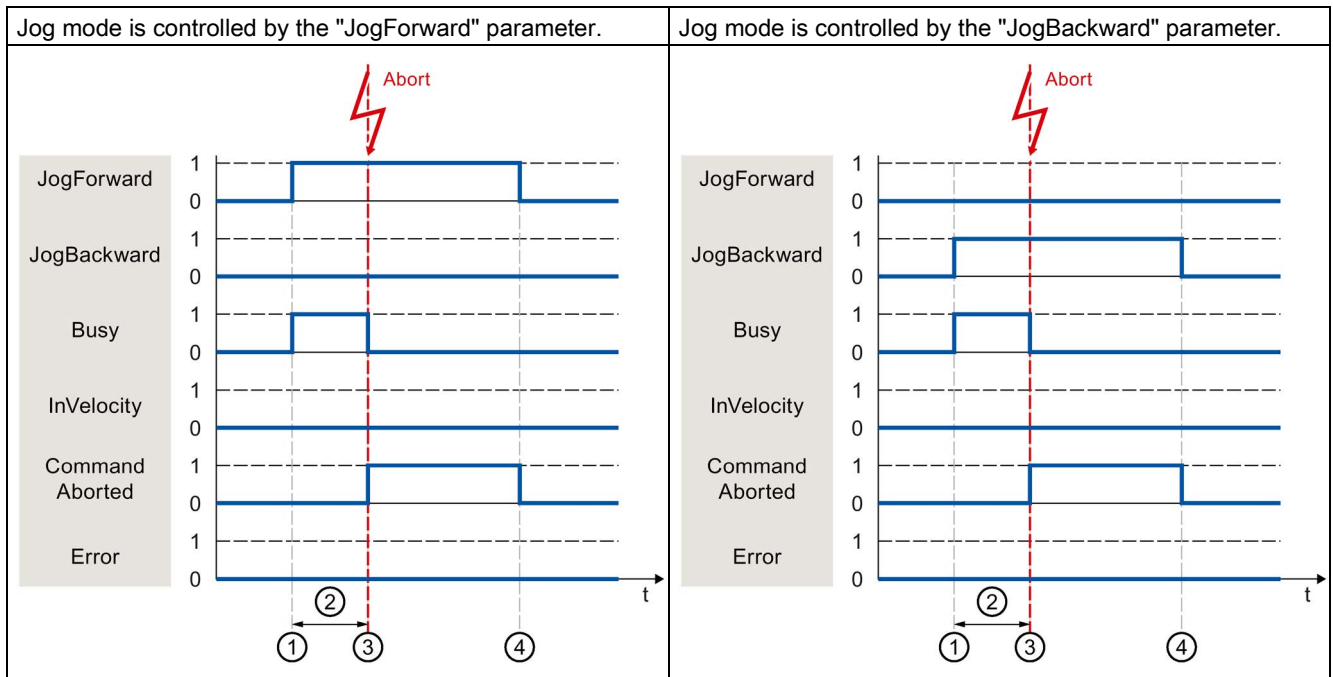 Jog mode is controlled by the "JogForward" parameter.
Abort
JogForward
1
0
JogBackward
1
0
Busy
1
0
InVelocity
1
0
Command
Aborted
1
0
Error
1
0
t
②
① ③ ④
Jog mode is controlled by the "JogBackward" parameter.
Abort
JogForward
1
0
JogBackward
1
0
Busy
1
0
InVelocity
1
0
Command
Aborted
1
0
Error
1
0
t
②
① ③ ④